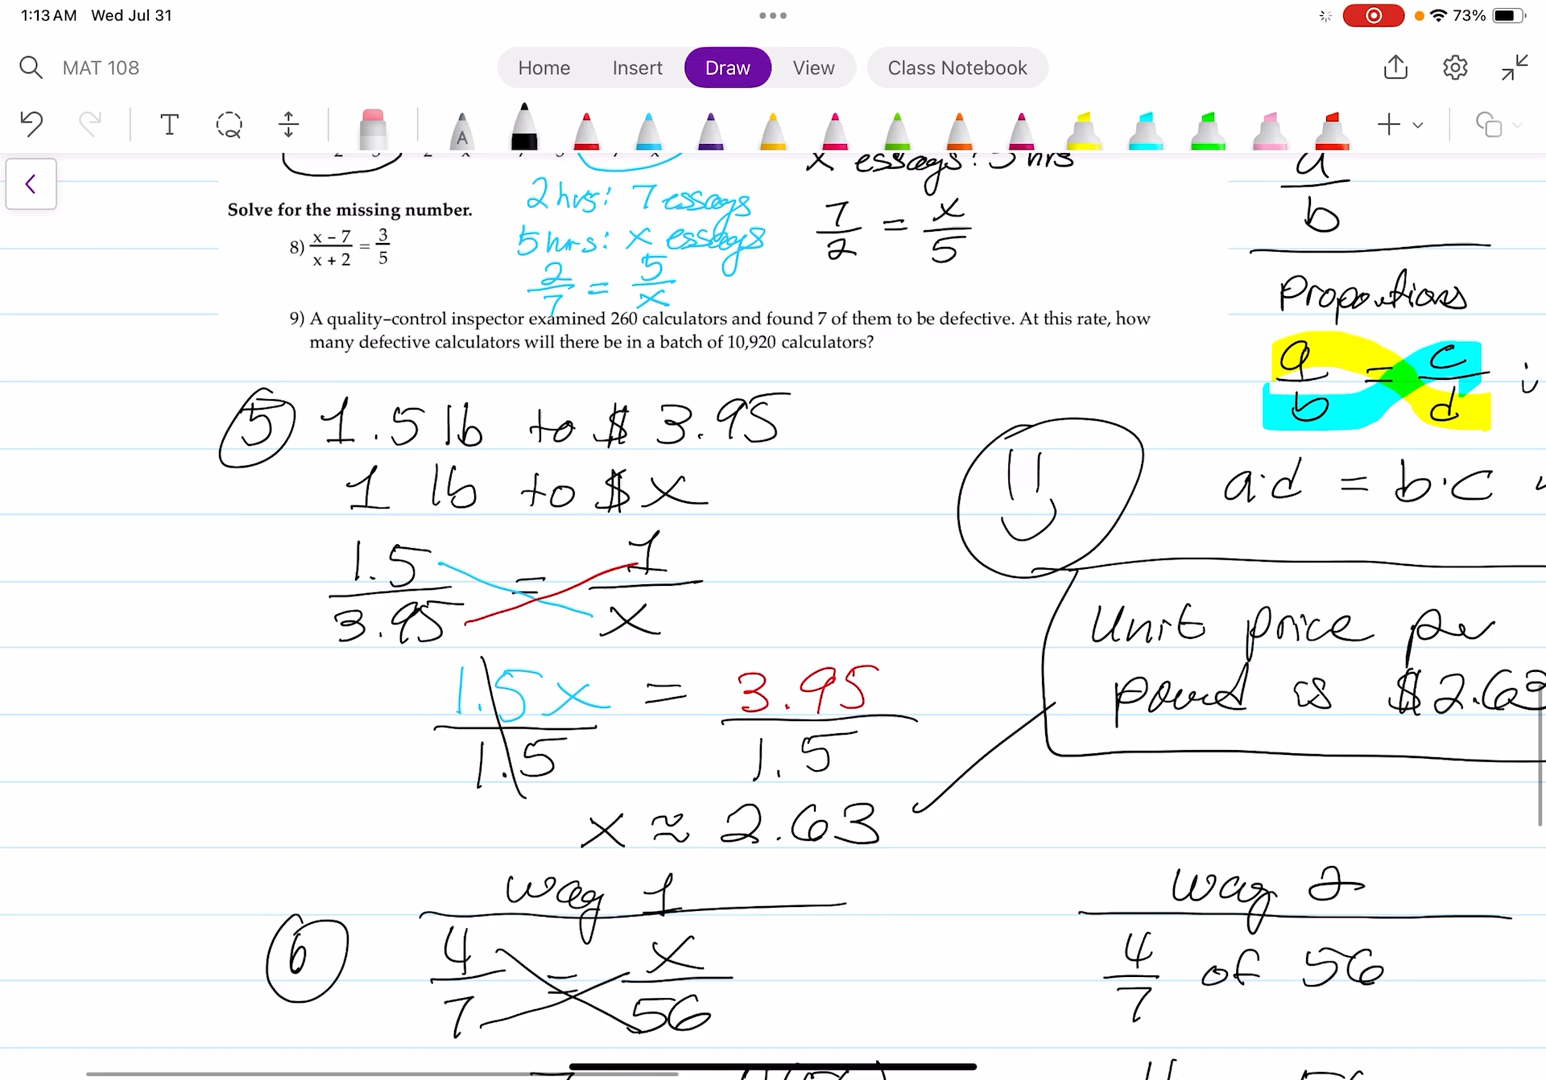 1:13 AM Wed Jul 31
73%
MAT 108
Home Insert Draw View Class Notebook
T
A
x essays : 5 hrs
7/2 = x/5
2 hrs : 7 essays
5 hrs : x essays
2/7 = 5/x
Solve for the missing number.
8) (x – 7)/(x + 2) = 3/5
9) A quality–control inspector examined 260 calculators and found 7 of them to be defective. At this rate, how
many defective calculators will there be in a batch of 10,920 calculators?
a/b
Proportions
a/b = c/d
a·d = b·c
5 1.5 lb to $ 3.95
1 lb to $ x
1.5/3.95 = 1/x
1.5x/1.5 = 3.95/1.5
x ≈ 2.63
Unit price per
pound is $2.63
6 way 1
4/7 = x/56
way 2
4/7 of 56